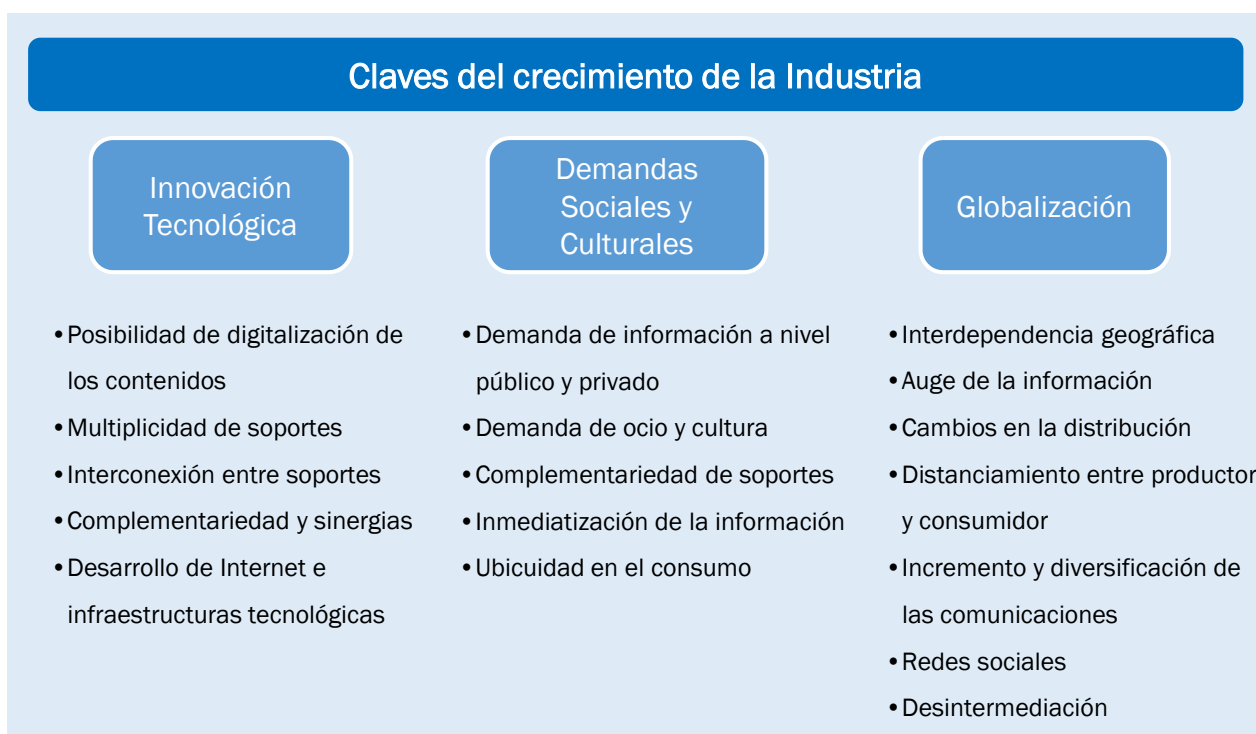 Claves del crecimiento de la Industria
Innovación
Tecnológica
•Posibilidad de digitalización de
los contenidos
•Multiplicidad de soportes
•Interconexión entre soportes
•Complementariedad y sinergias
•Desarrollo de Internet e
infraestructuras tecnológicas
Demandas
Sociales y
Culturales
•Demanda de información a nivel
público y privado
•Demanda de ocio y cultura
•Complementariedad de soportes
•Inmediatización de la información
•Ubicuidad en el consumo
Globalización
•Interdependencia geográfica
•Auge de la información
•Cambios en la distribución
•Distanciamiento entre productor
y consumidor
•Incremento y diversificación de
las comunicaciones
•Redes sociales
•Desintermediación